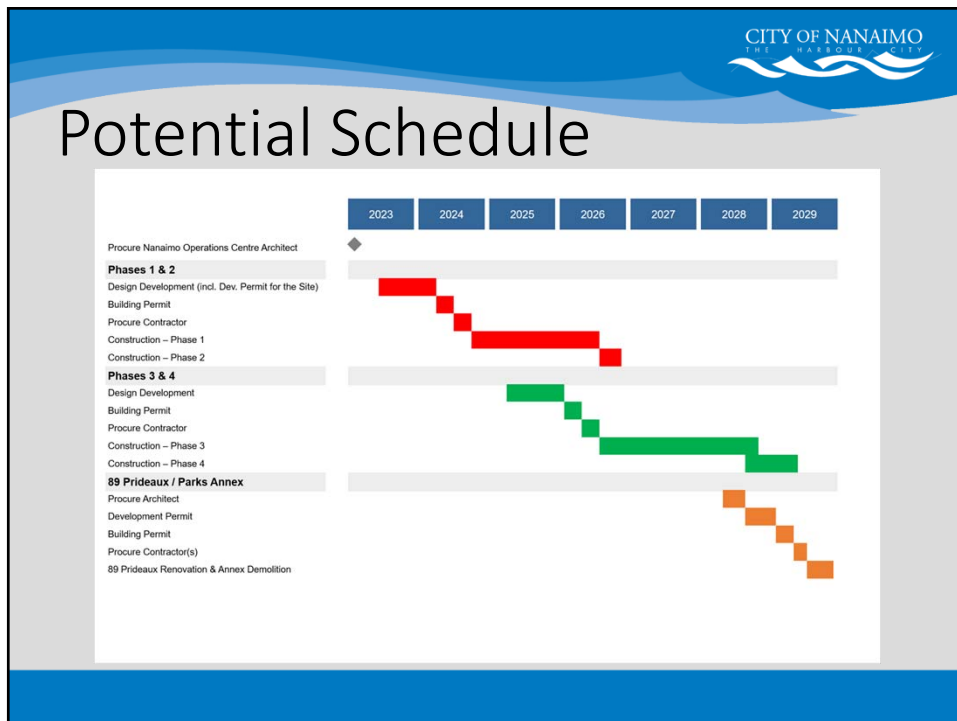 CITY OF NANAIMO
THE HARBOUR CITY
Potential Schedule
2023 2024 2025 2026 2027 2028 2029
Procure Nanaimo Operations Centre Architect
Phases 1 & 2
Design Development (incl. Dev. Permit for the Site)
Building Permit
Procure Contractor
Construction – Phase 1
Construction – Phase 2
Phases 3 & 4
Design Development
Building Permit
Procure Contractor
Construction – Phase 3
Construction – Phase 4
89 Prideaux / Parks Annex
Procure Architect
Development Permit
Building Permit
Procure Contractor(s)
89 Prideaux Renovation & Annex Demolition